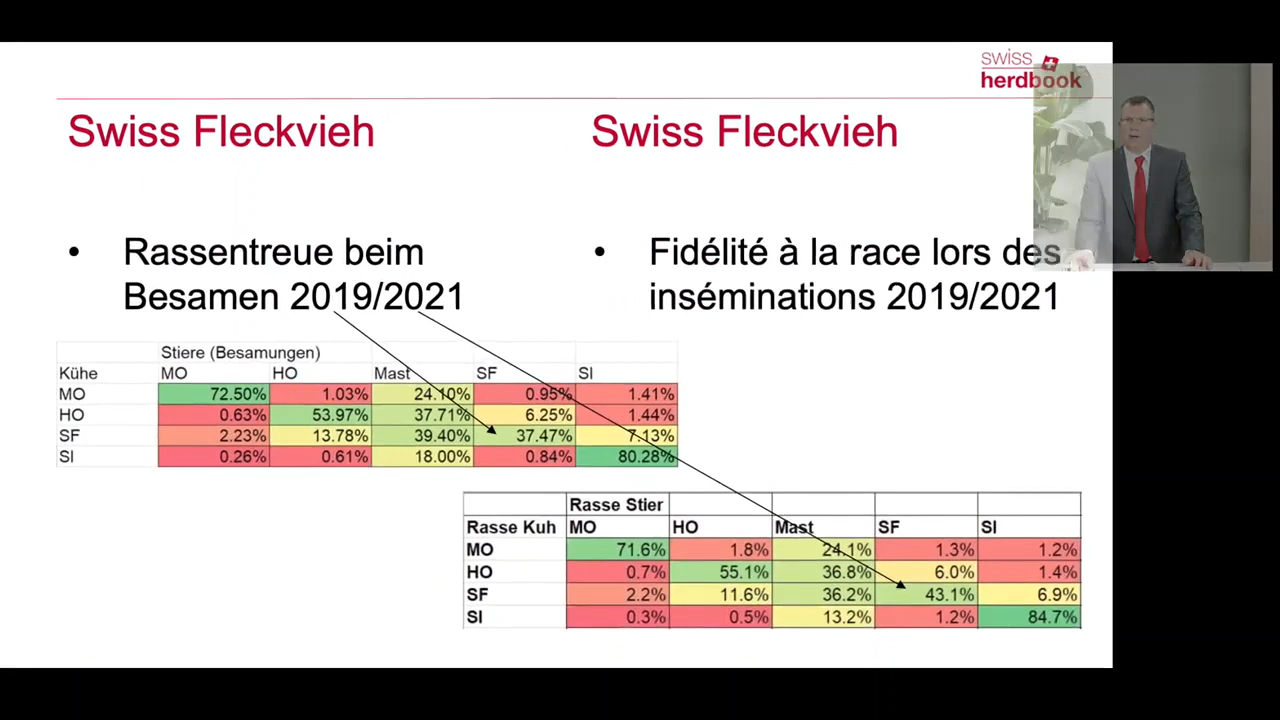 swiss
herdbook
Swiss Fleckvieh
• Rassentreue beim
Besamen 2019/2021
Swiss Fleckvieh
• Fidélité à la race lors des
inséminations 2019/2021
Stiere (Besamungen)
Kühe MO HO Mast SF SI
MO 72.50% 1.03% 24.10% 0.95% 1.41%
HO 0.63% 53.97% 37.71% 6.25% 1.44%
SF 2.23% 13.78% 39.40% 37.47% 7.13%
SI 0.26% 0.61% 18.00% 0.84% 80.28%
Rasse Stier
Rasse Kuh MO HO Mast SF SI
MO 71.6% 1.8% 24.1% 1.3% 1.2%
HO 0.7% 55.1% 36.8% 6.0% 1.4%
SF 2.2% 11.6% 36.2% 43.1% 6.9%
SI 0.3% 0.5% 13.2% 1.2% 84.7%